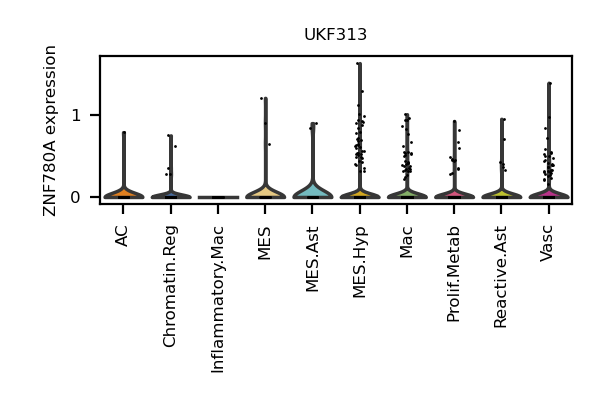 UKF313
ZNF780A expression
1
0
AC
Chromatin.Reg
Inflammatory.Mac
MES
MES.Ast
MES.Hyp
Mac
Prolif.Metab
Reactive.Ast
Vasc